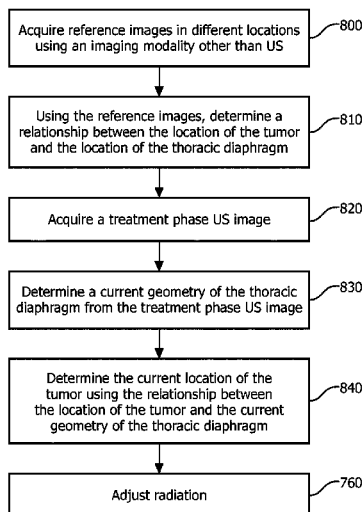 Acquire reference images in different locations
using an imaging modality other than US
800
Using the reference images, determine a
relationship between the location of the tumor
and the location of the thoracic diaphragm
810
Acquire a treatment phase US image
820
Determine a current geometry of the thoracic
diaphragm from the treatment phase US image
830
Determine the current location of the
tumor using the relationship between
the location of the tumor and the current
geometry of the thoracic diaphragm
840
Adjust radiation
760